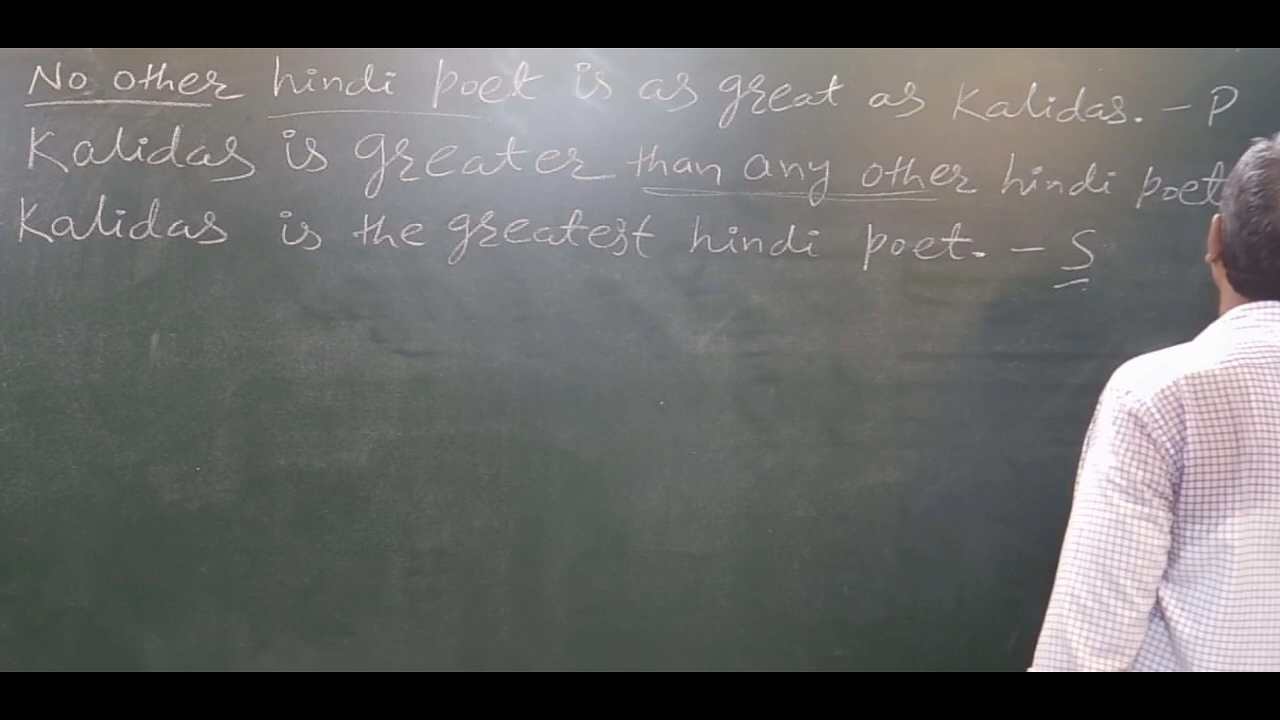 No other hindi poet is as great as Kalidas. - P
Kalidas is greater than any other hindi poet
Kalidas is the greatest hindi poet. - S